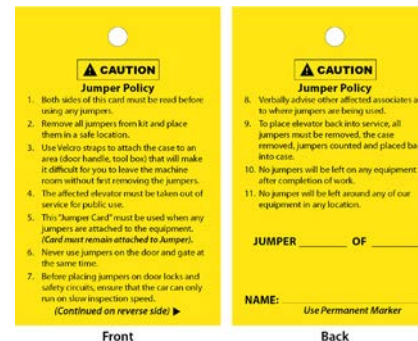 CAUTION
Jumper Policy
1. Both sides of this card must be read before
using any jumpers.
2. Remove all jumpers from kit and place
them in a safe location.
3. Use Velcro straps to attach the case to an
area (door handle, tool box) that will make
it difficult for you to leave the machine
room without first removing the jumpers.
4. The affected elevator must be taken out of
service for public use.
5. This "Jumper Card" must be used when any
jumpers are attached to the equipment.
(Card must remain attached to Jumper).
6. Never use jumpers on the door and gate at
the same time.
7. Before placing jumpers on door locks and
safety circuits, ensure that the car can only
run on slow inspection speed.
(Continued on reverse side)
Front
CAUTION
Jumper Policy
8. Verbally advise other affected associates a
to where jumpers are being used.
9. To place elevator back into service, all
jumpers must be removed, the case
removed, jumpers counted and placed ba
into case.
10. No jumpers will be left on any equipment
after completion of work.
11. No jumper will be left around any of our
equipment in any location.
JUMPER ______ OF ______
NAME: ______
Use Permanent Marker
Back